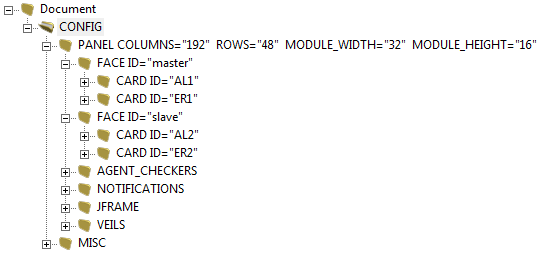 Document
CONFIG
PANEL COLUMNS="192" ROWS="48" MODULE_WIDTH="32" MODULE_HEIGHT="16"
FACE ID="master"
CARD ID="AL1"
CARD ID="ER1"
FACE ID="slave"
CARD ID="AL2"
CARD ID="ER2"
AGENT_CHECKERS
NOTIFICATIONS
JFRAME
VEILS
MISC